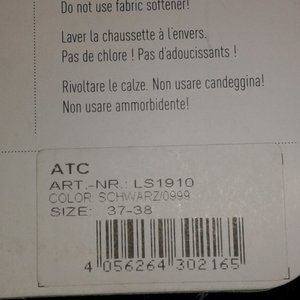 Do not use fabric softener!
Laver la chaussette à l'envers.
Pas de chlore ! Pas d'adoucissants !
Rivoltare le calze. Non usare candeggina!
Non usare ammorbidente!
ATC
ART.-NR.: LS1910
COLOR: SCHWARZ/0999
SIZE: 37-38
4 056264 302165